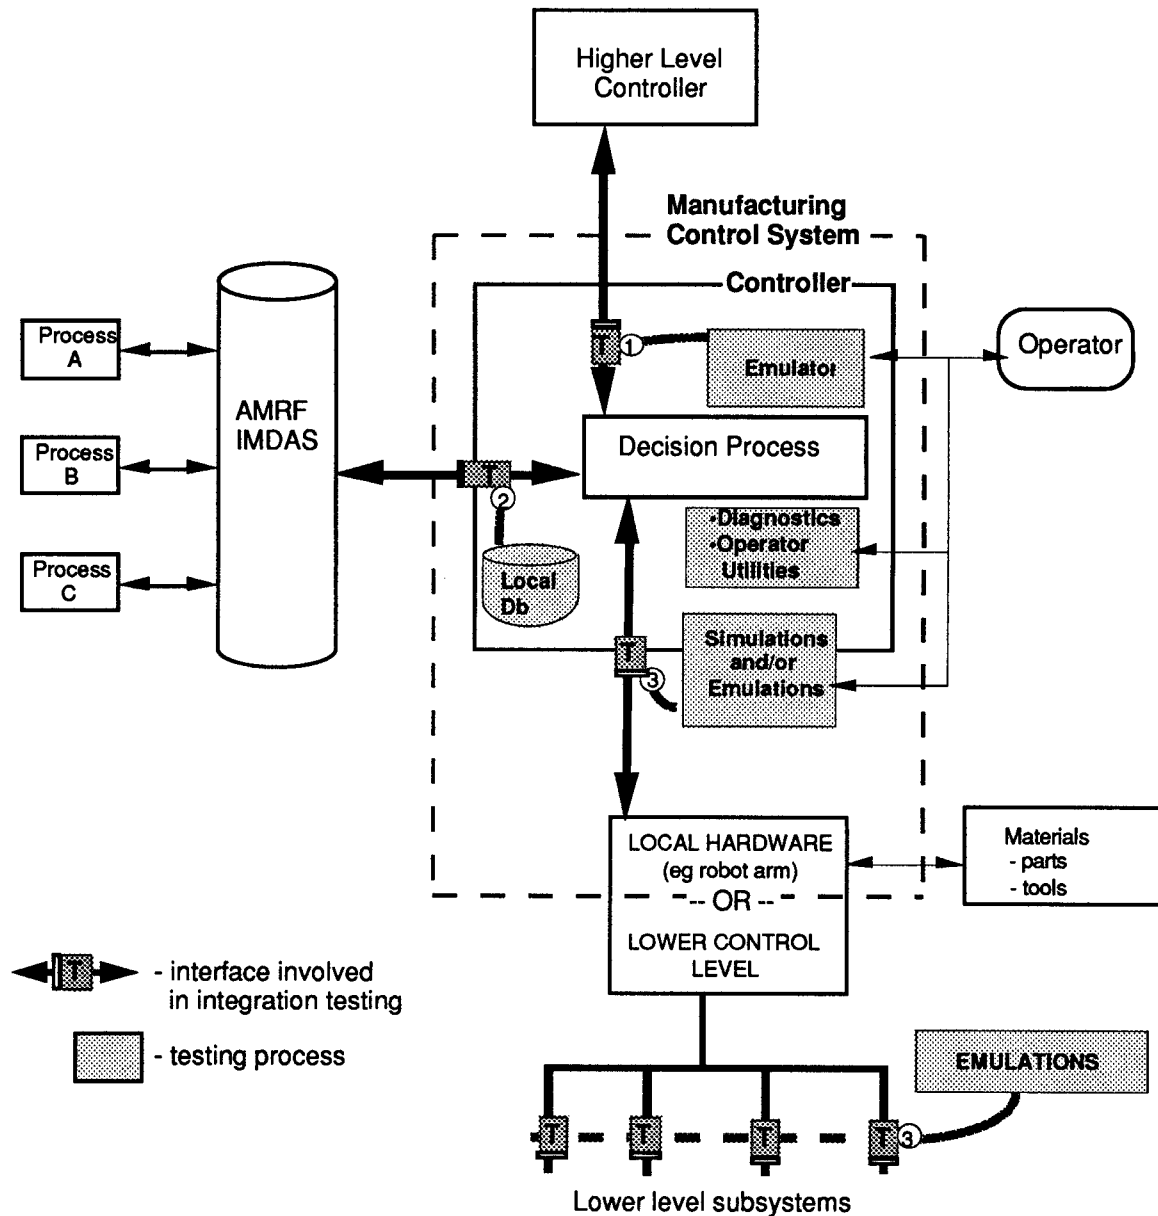 Higher Level
Controller
Manufacturing
Control System
Controller
Process
A
T
1
Emulator
Operator
AMRF
IMDAS
Process
B
Decision Process
T
2
•Diagnostics
•Operator
Utilities
Process
C
Local
Db
Simulations
and/or
Emulations
T
3
LOCAL HARDWARE
(eg robot arm)
-- OR --
LOWER CONTROL
LEVEL
Materials
- parts
- tools
T
- interface involved
in integration testing
- testing process
EMULATIONS
T
T
T
T
3
Lower level subsystems